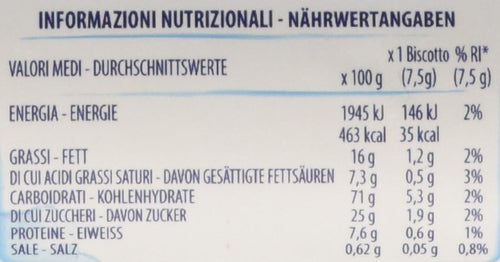 INFORMAZIONI NUTRIZIONALI - NÄHRWERTANGABEN
x 1 Biscotto % RI*
VALORI MEDI - DURCHSCHNITTSWERTE x 100 g (7,5g) (7,5 g)
ENERGIA - ENERGIE 1945 kJ 146 kJ 2%
463 kcal 35 kcal
GRASSI - FETT 16 g 1,2 g 2%
DI CUI ACIDI GRASSI SATURI - DAVON GESÄTTIGTE FETTSÄUREN 7,3 g 0,5 g 3%
CARBOIDRATI - KOHLENHYDRATE 71 g 5,3 g 2%
DI CUI ZUCCHERI - DAVON ZUCKER 25 g 1,9 g 2%
PROTEINE - EIWEISS 7,6 g 0,6 g 1%
SALE - SALZ 0,62 g 0,05 g 0,8%